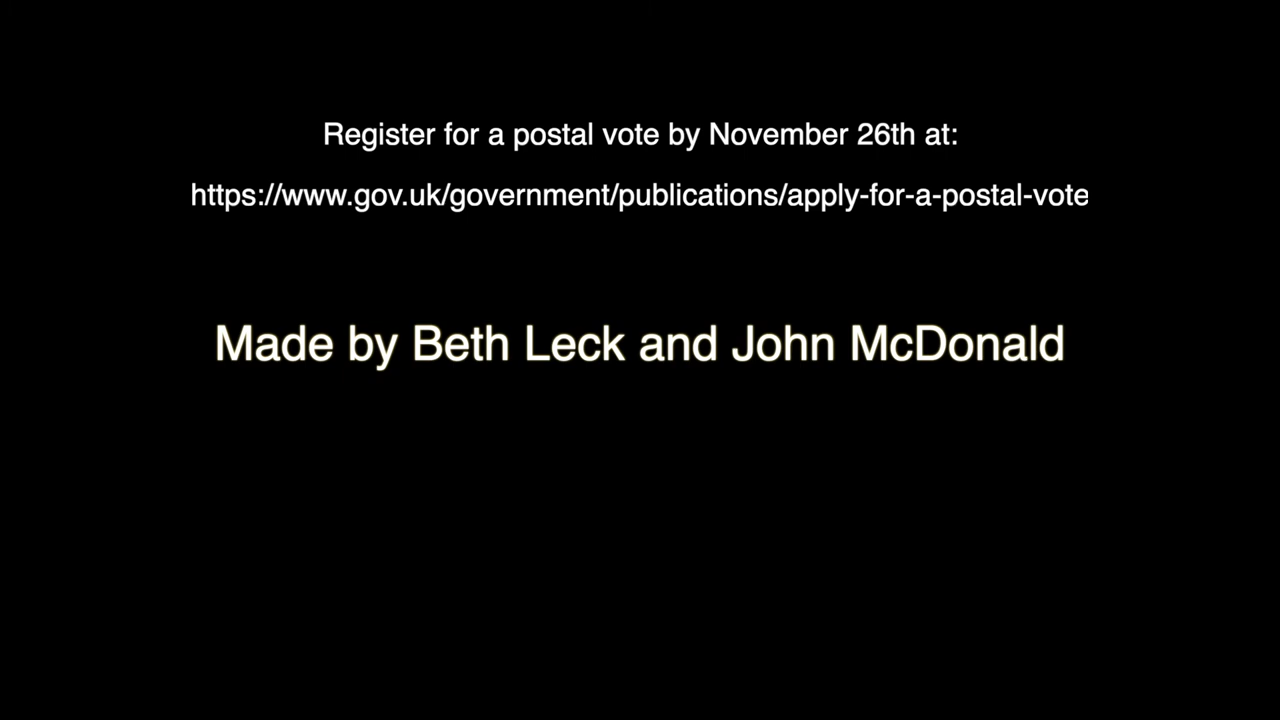 Register for a postal vote by November 26th at:
https://www.gov.uk/government/publications/apply-for-a-postal-vote
Made by Beth Leck and John McDonald